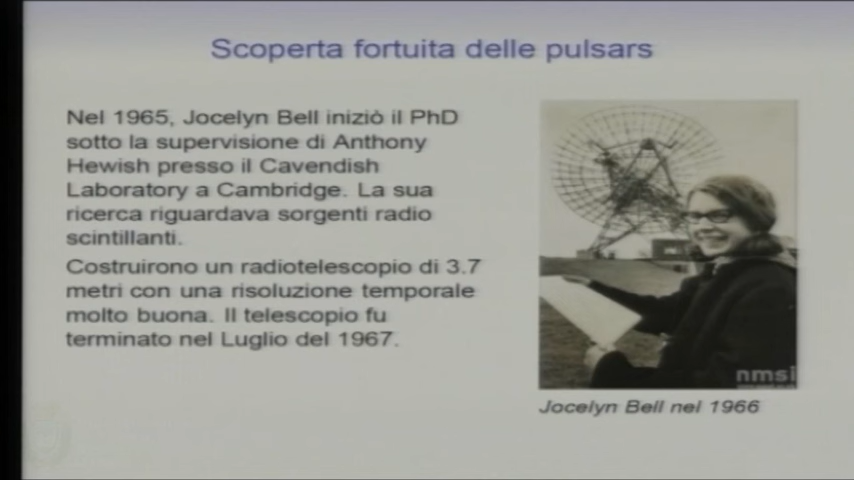 Scoperta fortuita delle pulsars
Nel 1965, Jocelyn Bell iniziò il PhD
sotto la supervisione di Anthony
Hewish presso il Cavendish
Laboratory a Cambridge. La sua
ricerca riguardava sorgenti radio
scintillanti.
Costruirono un radiotelescopio di 3.7
metri con una risoluzione temporale
molto buona. Il telescopio fu
terminato nel Luglio del 1967.
nmsi
Jocelyn Bell nel 1966